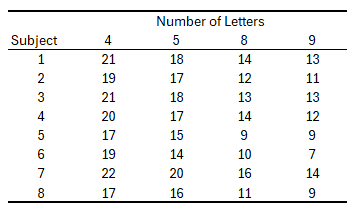 Number of Letters
Subject 4 5 8 9
1 21 18 14 13
2 19 17 12 11
3 21 18 13 13
4 20 17 14 12
5 17 15 9 9
6 19 14 10 7
7 22 20 16 14
8 17 16 11 9